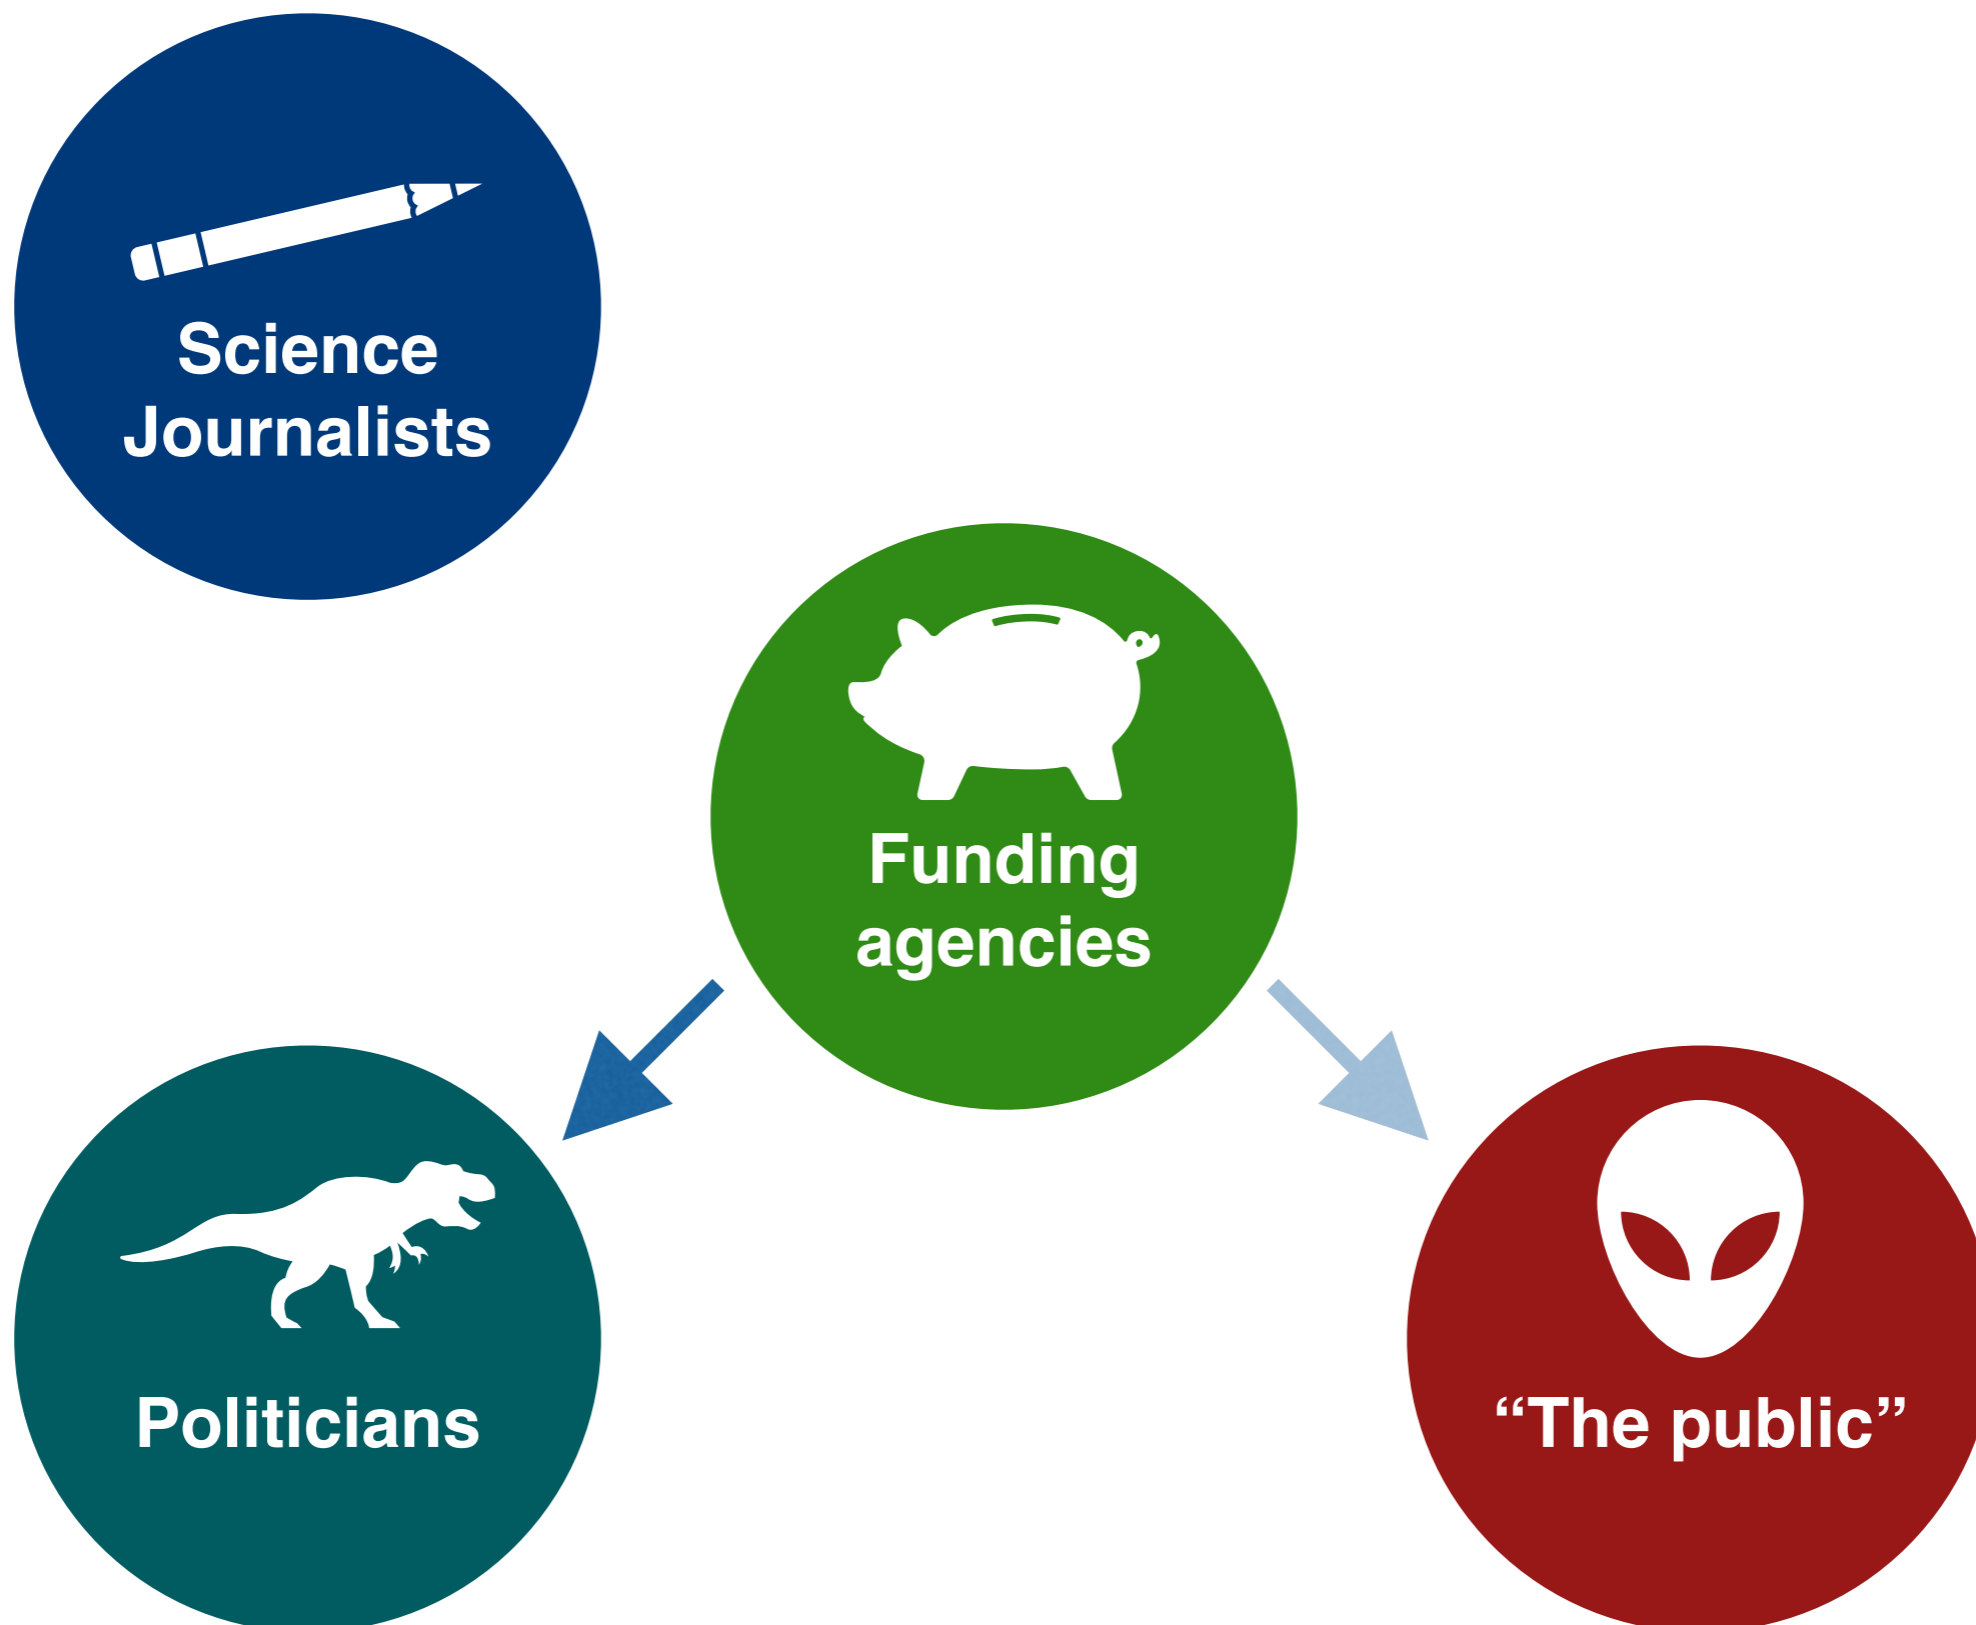 Science
Journalists
Funding
agencies
Politicians
“The public”